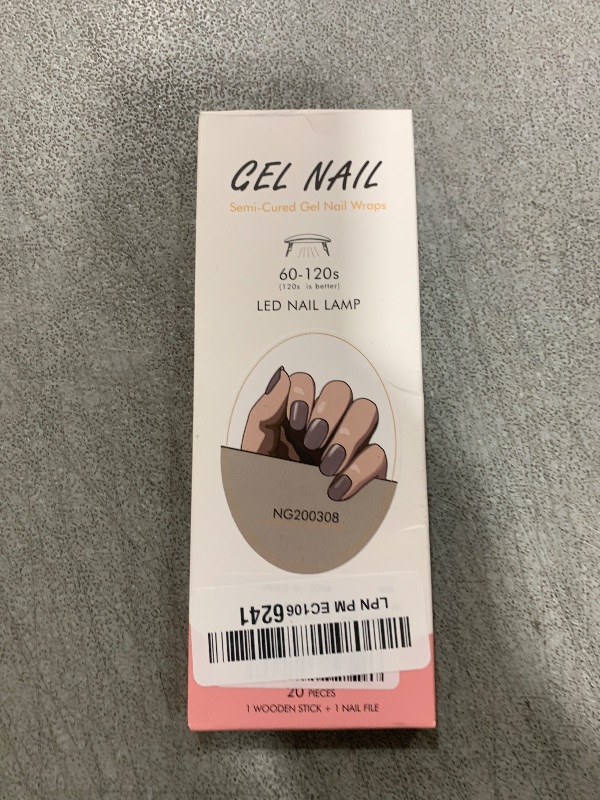 GEL NAIL
Semi-Cured Gel Nail Wraps
60-120s
(120s is better)
LED NAIL LAMP
NG200308
LPN PM EC106 6241
20 PIECES
1 WOODEN STICK + 1 NAIL FILE